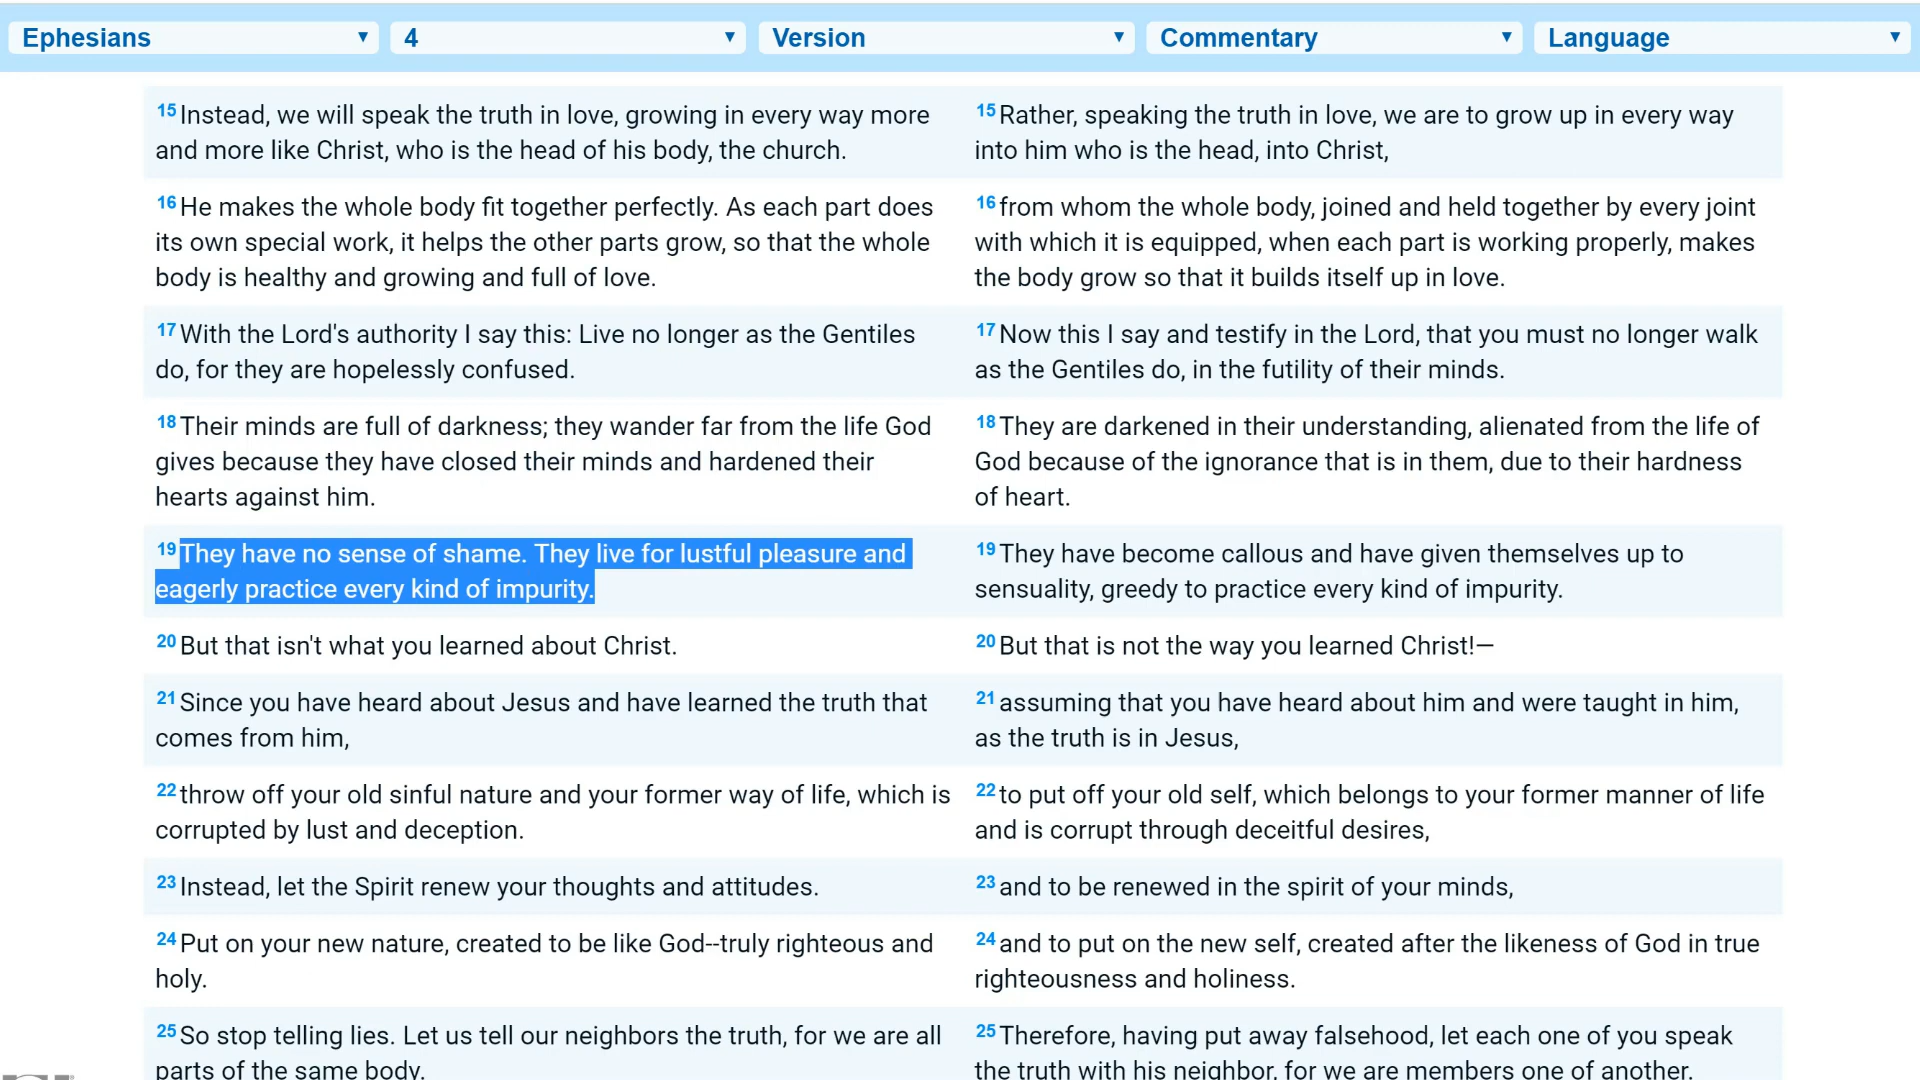 Ephesians ▼ 4 ▼ Version ▼ Commentary ▼ Language ▼
15 Instead, we will speak the truth in love, growing in every way more
and more like Christ, who is the head of his body, the church.
15 Rather, speaking the truth in love, we are to grow up in every way
into him who is the head, into Christ,
16 He makes the whole body fit together perfectly. As each part does
its own special work, it helps the other parts grow, so that the whole
body is healthy and growing and full of love.
16 from whom the whole body, joined and held together by every joint
with which it is equipped, when each part is working properly, makes
the body grow so that it builds itself up in love.
17 With the Lord's authority I say this: Live no longer as the Gentiles
do, for they are hopelessly confused.
17 Now this I say and testify in the Lord, that you must no longer walk
as the Gentiles do, in the futility of their minds.
18 Their minds are full of darkness; they wander far from the life God
gives because they have closed their minds and hardened their
hearts against him.
18 They are darkened in their understanding, alienated from the life of
God because of the ignorance that is in them, due to their hardness
of heart.
19 They have no sense of shame. They live for lustful pleasure and
eagerly practice every kind of impurity.
19 They have become callous and have given themselves up to
sensuality, greedy to practice every kind of impurity.
20 But that isn't what you learned about Christ.
20 But that is not the way you learned Christ!—
21 Since you have heard about Jesus and have learned the truth that
comes from him,
21 assuming that you have heard about him and were taught in him,
as the truth is in Jesus,
22 throw off your old sinful nature and your former way of life, which is
corrupted by lust and deception.
22 to put off your old self, which belongs to your former manner of life
and is corrupt through deceitful desires,
23 Instead, let the Spirit renew your thoughts and attitudes.
23 and to be renewed in the spirit of your minds,
24 Put on your new nature, created to be like God--truly righteous and
holy.
24 and to put on the new self, created after the likeness of God in true
righteousness and holiness.
25 So stop telling lies. Let us tell our neighbors the truth, for we are all
parts of the same body.
25 Therefore, having put away falsehood, let each one of you speak
the truth with his neighbor, for we are members one of another.